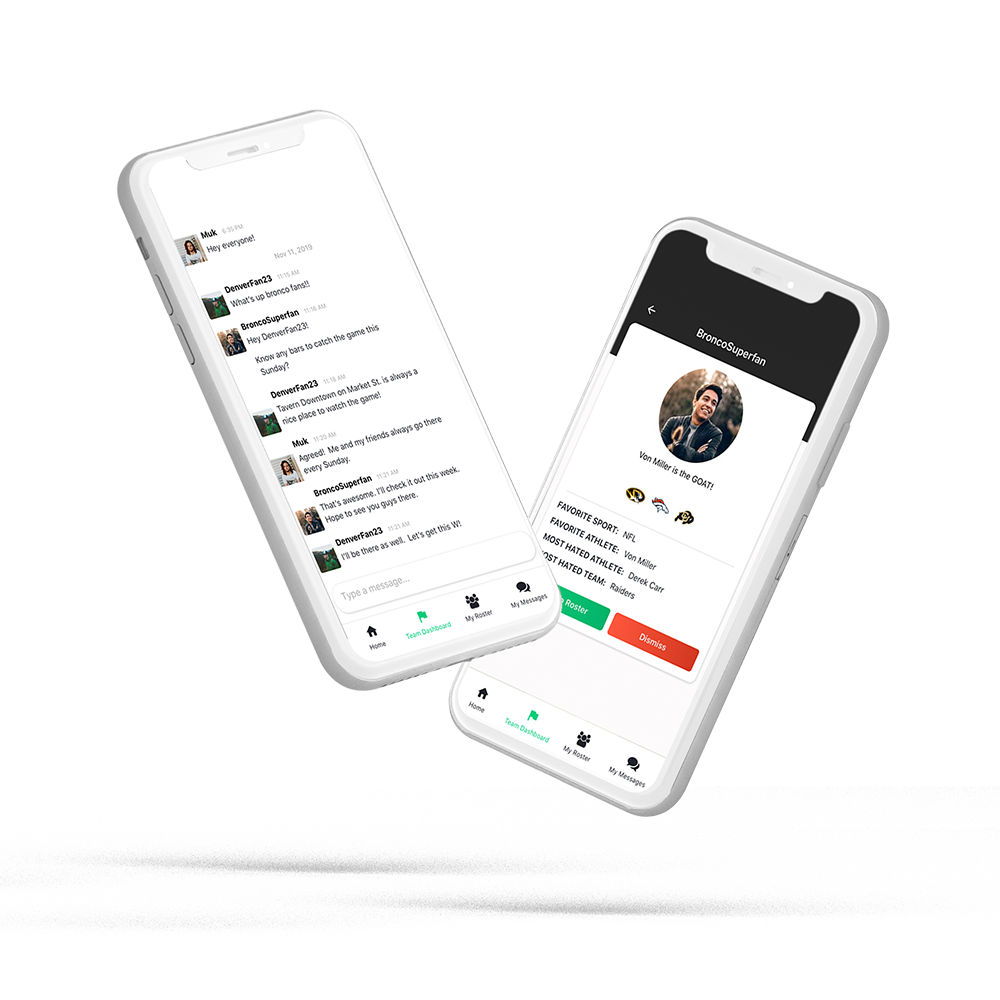 Muk 6:35 PM
Hey everyone!
Nov 11, 2019
DenverFan23 11:15 AM
What's up bronco fans!!
BroncoSuperfan 11:16 AM
Hey DenverFan23!
Know any bars to catch the game this
Sunday?
DenverFan23 11:18 AM
Tavern Downtown on Market St. is always a
nice place to watch the game!
Muk 11:20 AM
Agreed! Me and my friends always go there
every Sunday.
BroncoSuperfan 11:21 AM
That's awesome, I'll check it out this week.
Hope to see you guys there.
DenverFan23 11:21 AM
I'll be there as well. Let's get this W!
Type a message...
Home
Team Dashboard
My Roster
My Messages
BroncoSuperfan
Von Miller is the GOAT!
FAVORITE SPORT: NFL
FAVORITE ATHLETE: Von Miller
MOST HATED ATHLETE: Derek Carr
OST HATED TEAM: Raiders
Roster
Dismiss
Home
Team Dashboard
My Roster
My Messages